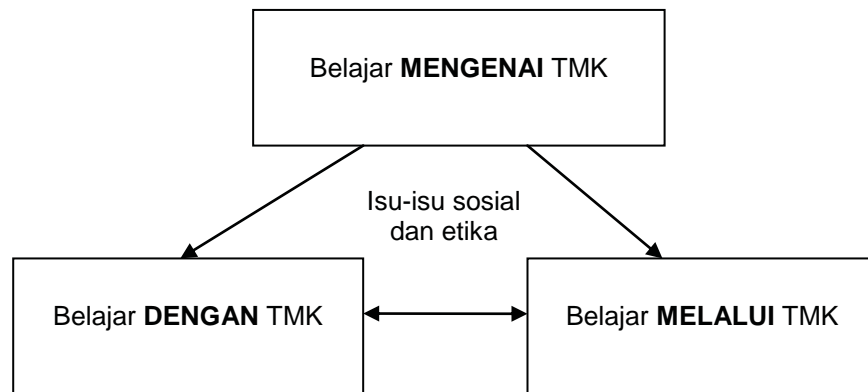 Belajar MENGENAI TMK
Isu-isu sosial
dan etika
Belajar DENGAN TMK
Belajar MELALUI TMK